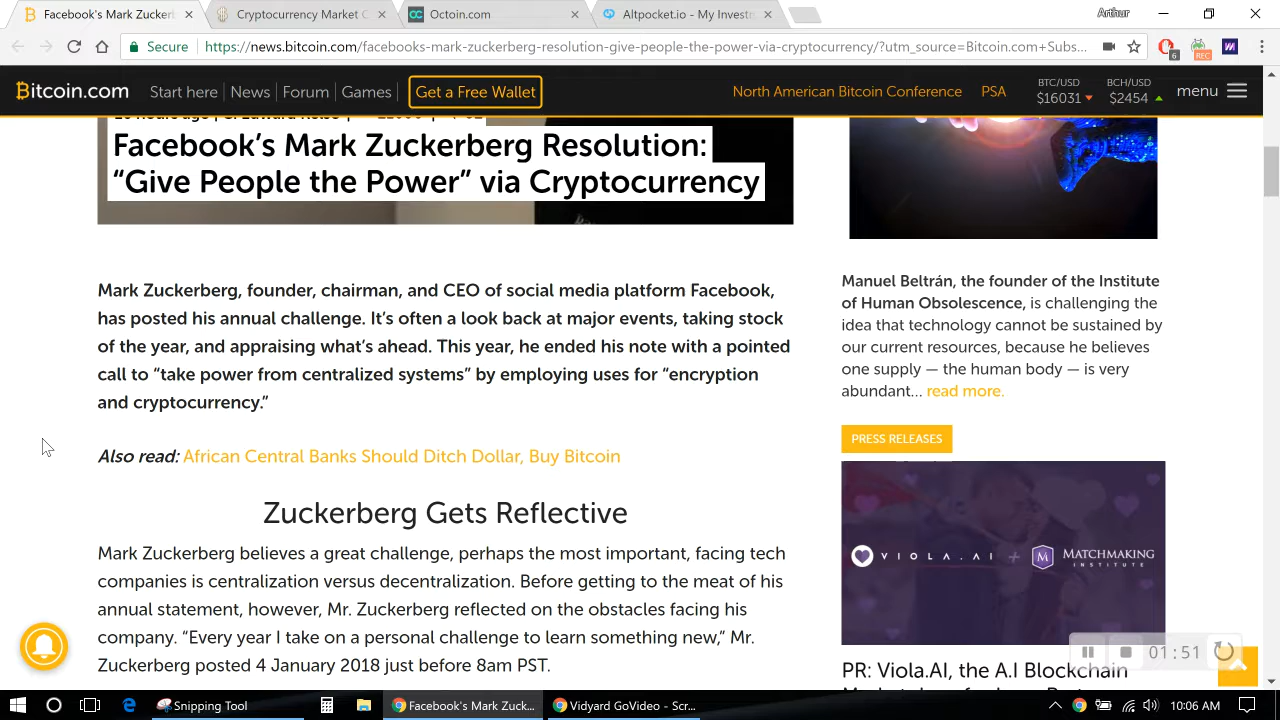 Facebook's Mark Zucker
Cryptocurrency Market C
Octoin.com
Altpocket.io - My Invest
Arthur
Secure
https://news.bitcoin.com/facebooks-mark-zuckerberg-resolution-give-people-the-power-via-cryptocurrency/?utm_source=Bitcoin.com+Subs...
6
REC
Bitcoin.com
Start here
News
Forum
Games
Get a Free Wallet
North American Bitcoin Conference
PSA
BTC/USD
$16031
BCH/USD
$2454
menu
Facebook's Mark Zuckerberg Resolution:
“Give People the Power” via Cryptocurrency
Mark Zuckerberg, founder, chairman, and CEO of social media platform Facebook,
has posted his annual challenge. It's often a look back at major events, taking stock
of the year, and appraising what's ahead. This year, he ended his note with a pointed
call to “take power from centralized systems” by employing uses for “encryption
and cryptocurrency.”
Also read: African Central Banks Should Ditch Dollar, Buy Bitcoin
Zuckerberg Gets Reflective
Mark Zuckerberg believes a great challenge, perhaps the most important, facing tech
companies is centralization versus decentralization. Before getting to the meat of his
annual statement, however, Mr. Zuckerberg reflected on the obstacles facing his
company. “Every year I take on a personal challenge to learn something new,” Mr.
Zuckerberg posted 4 January 2018 just before 8am PST.
Manuel Beltrán, the founder of the Institute
of Human Obsolescence, is challenging the
idea that technology cannot be sustained by
our current resources, because he believes
one supply — the human body — is very
abundant... read more.
PRESS RELEASES
VIOLA.AI + M MATCHMAKING
INSTITUTE
01:51
PR: Viola.AI, the A.I Blockchain
Snipping Tool
Facebook's Mark Zuc...
Vidyard GoVideo - Scr...
10:06 AM